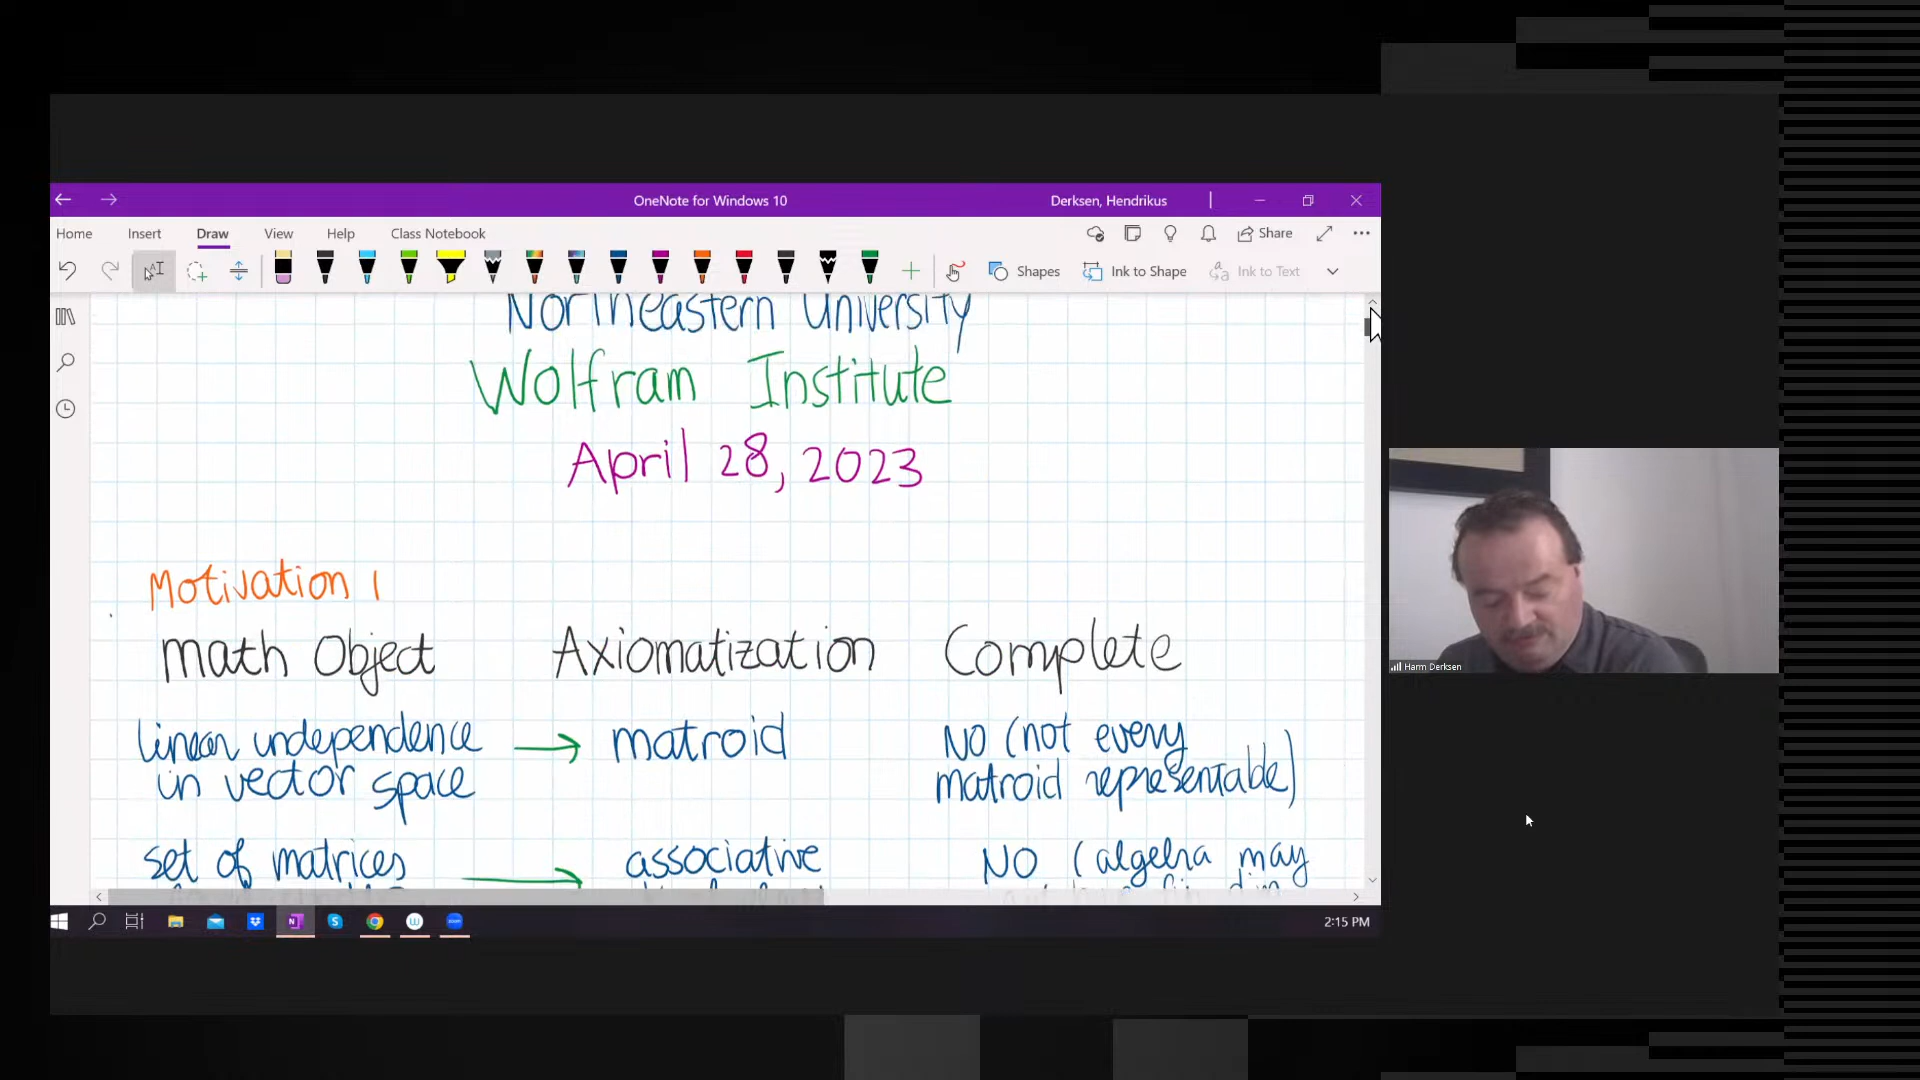 OneNote for Windows 10
Derksen, Hendrikus
Home Insert Draw View Help Class Notebook
Share
Shapes Ink to Shape Ink to Text
Northeastern University
Wolfram Institute
April 28, 2023
Motivation 1
Math Object Axiomatization Complete
linear independence → matroid NO (not every
in vector space matroid representable)
set of matrices → associative NO (algebra may
2:15 PM
Harm Derksen